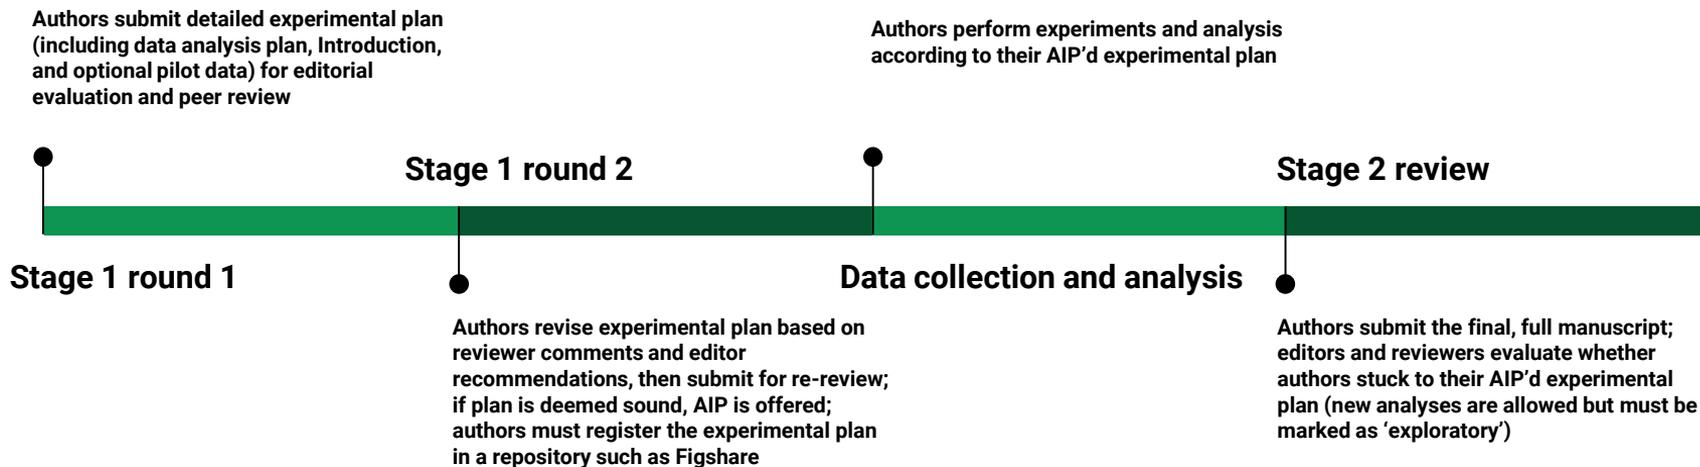 Authors submit detailed experimental plan
(including data analysis plan, Introduction,
and optional pilot data) for editorial
evaluation and peer review
Authors perform experiments and analysis
according to their AIP’d experimental plan
Stage 1 round 2
Stage 2 review
Stage 1 round 1
Data collection and analysis
Authors revise experimental plan based on
reviewer comments and editor
recommendations, then submit for re-review;
if plan is deemed sound, AIP is offered;
authors must register the experimental plan
in a repository such as Figshare
Authors submit the final, full manuscript;
editors and reviewers evaluate whether
authors stuck to their AIP’d experimental
plan (new analyses are allowed but must be
marked as ‘exploratory’)